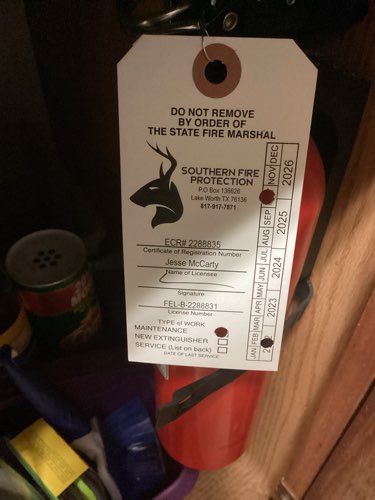 DO NOT REMOVE
BY ORDER OF
THE STATE FIRE MARSHAL
SOUTHERN FIRE
PROTECTION
P.O Box 136626
Lake Worth TX 76136
817-917-7871
ECR# 2288835
Certificate of Registration Number
Jesse McCarty
Name of Licensee
Signature
FEL-B-2288831
License Number
TYPE of WORK
MAINTENANCE
NEW EXTINGUISHER
SERVICE (List on back)
DATE OF LAST SERVICE
JAN FEB MAR APR MAY JUN JUL AUG SEP NOV DEC
2023 2024 2025 2026